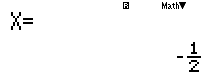 R Math▼
X=
-1/2